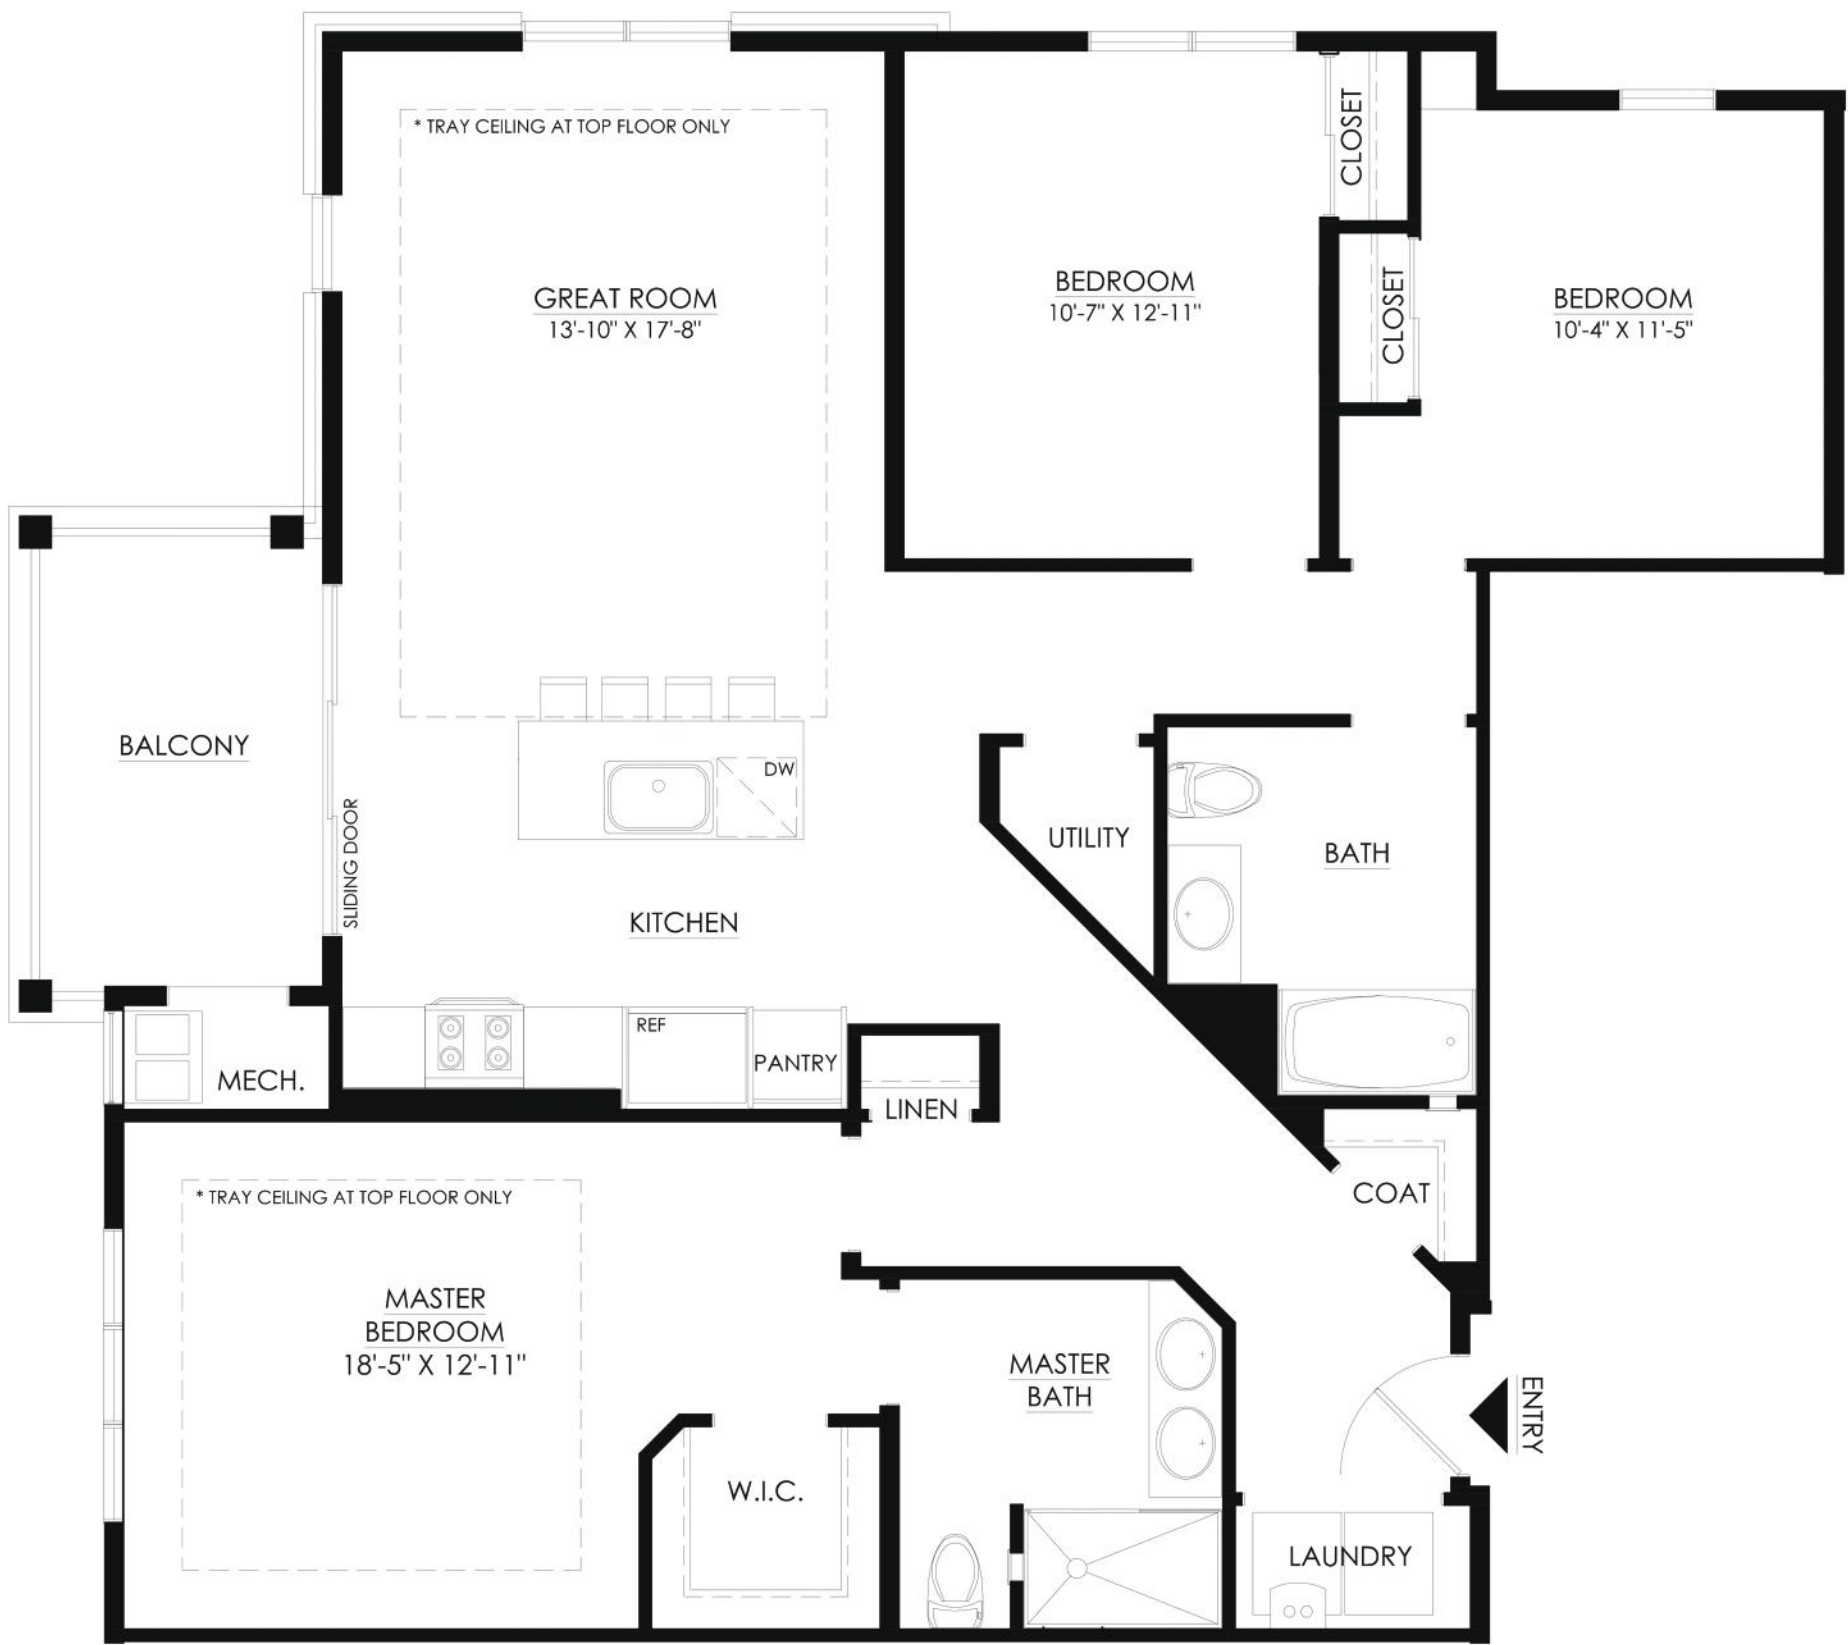 * TRAY CEILING AT TOP FLOOR ONLY
GREAT ROOM
13'-10" X 17'-8"
BEDROOM
10'-7" X 12'-11"
CLOSET
CLOSET
BEDROOM
10'-4" X 11'-5"
BALCONY
SLIDING DOOR
DW
KITCHEN
UTILITY
BATH
MECH.
REF
PANTRY
LINEN
COAT
* TRAY CEILING AT TOP FLOOR ONLY
MASTER
BEDROOM
18'-5" X 12'-11"
W.I.C.
MASTER
BATH
ENTRY
LAUNDRY